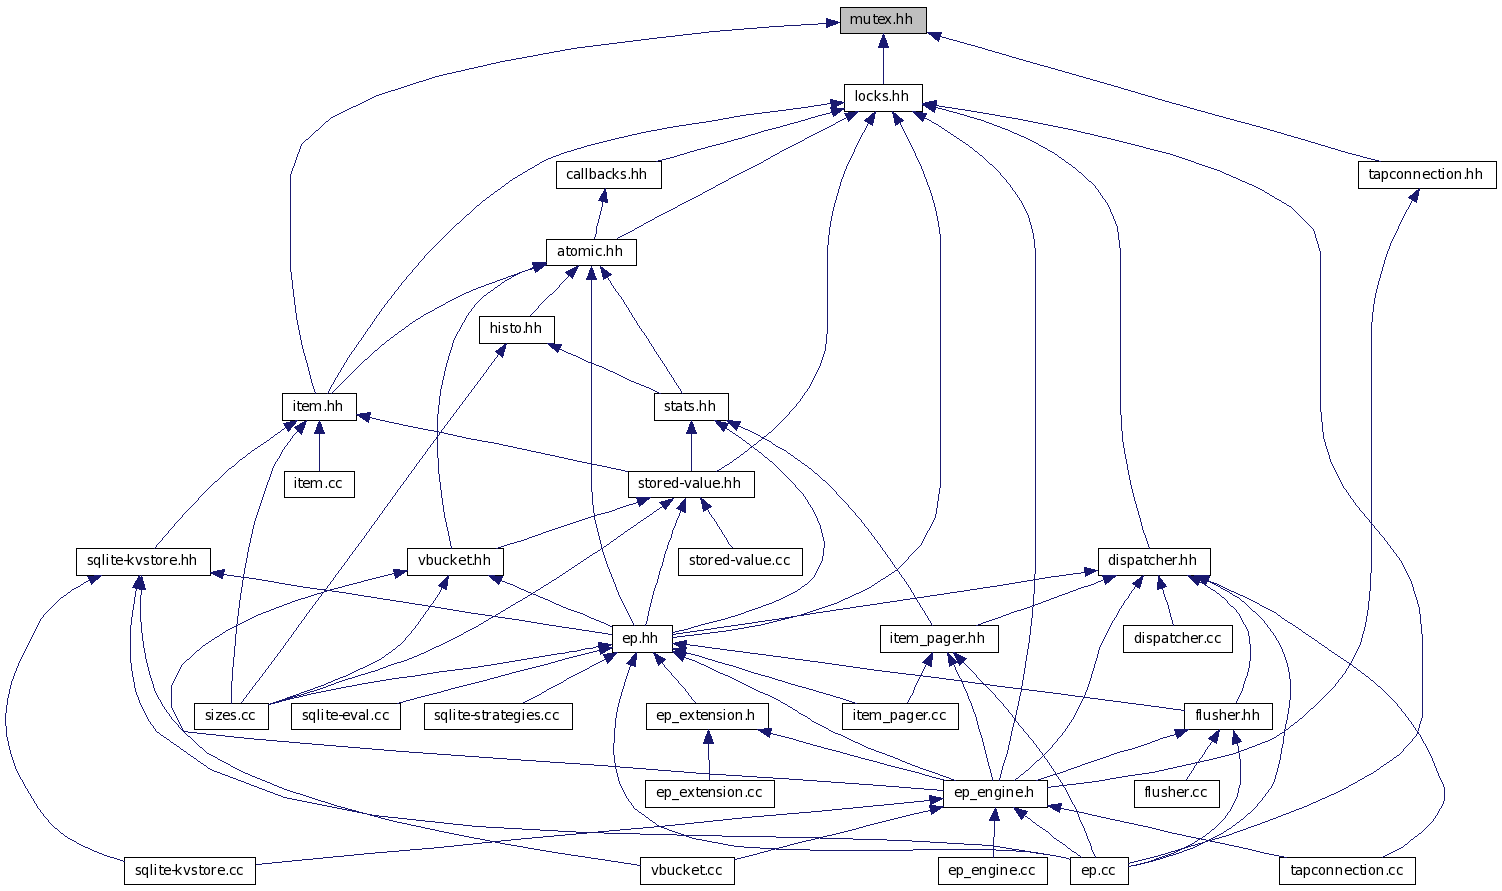 mutex.hh
locks.hh
callbacks.hh
tapconnection.hh
atomic.hh
histo.hh
item.hh
stats.hh
item.cc
stored-value.hh
sqlite-kvstore.hh
vbucket.hh
stored-value.cc
dispatcher.hh
ep.hh
item_pager.hh
dispatcher.cc
sizes.cc
sqlite-eval.cc
sqlite-strategies.cc
ep_extension.h
item_pager.cc
flusher.hh
ep_extension.cc
ep_engine.h
flusher.cc
sqlite-kvstore.cc
vbucket.cc
ep_engine.cc
ep.cc
tapconnection.cc